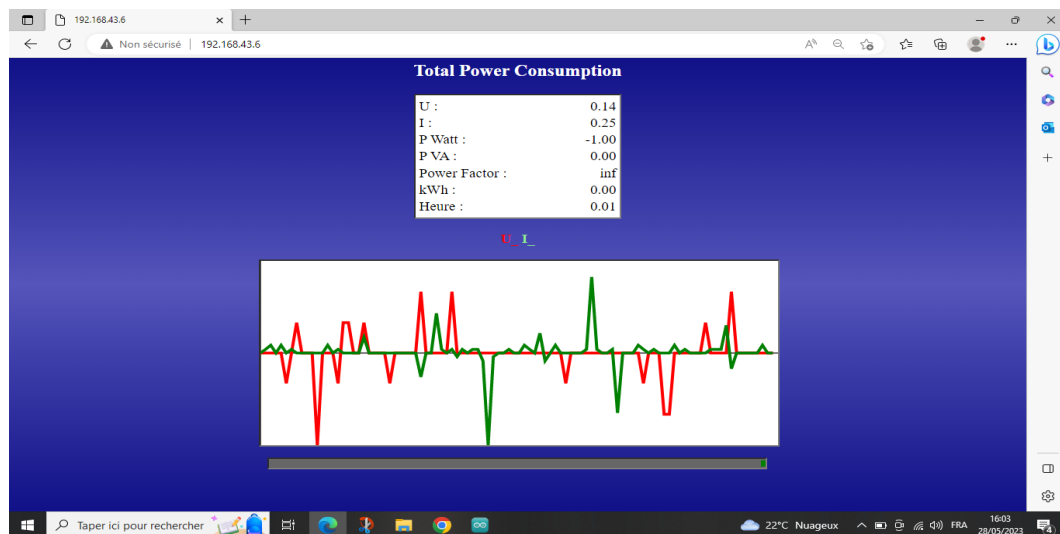 192.168.43.6
Non sécurisé | 192.168.43.6
Total Power Consumption
U : 0.14
I : 0.25
P Watt : -1.00
P VA : 0.00
Power Factor : inf
kWh : 0.00
Heure : 0.01
U_ I_
Taper ici pour rechercher
22°C Nuageux
FRA
16:03
28/05/2023
4